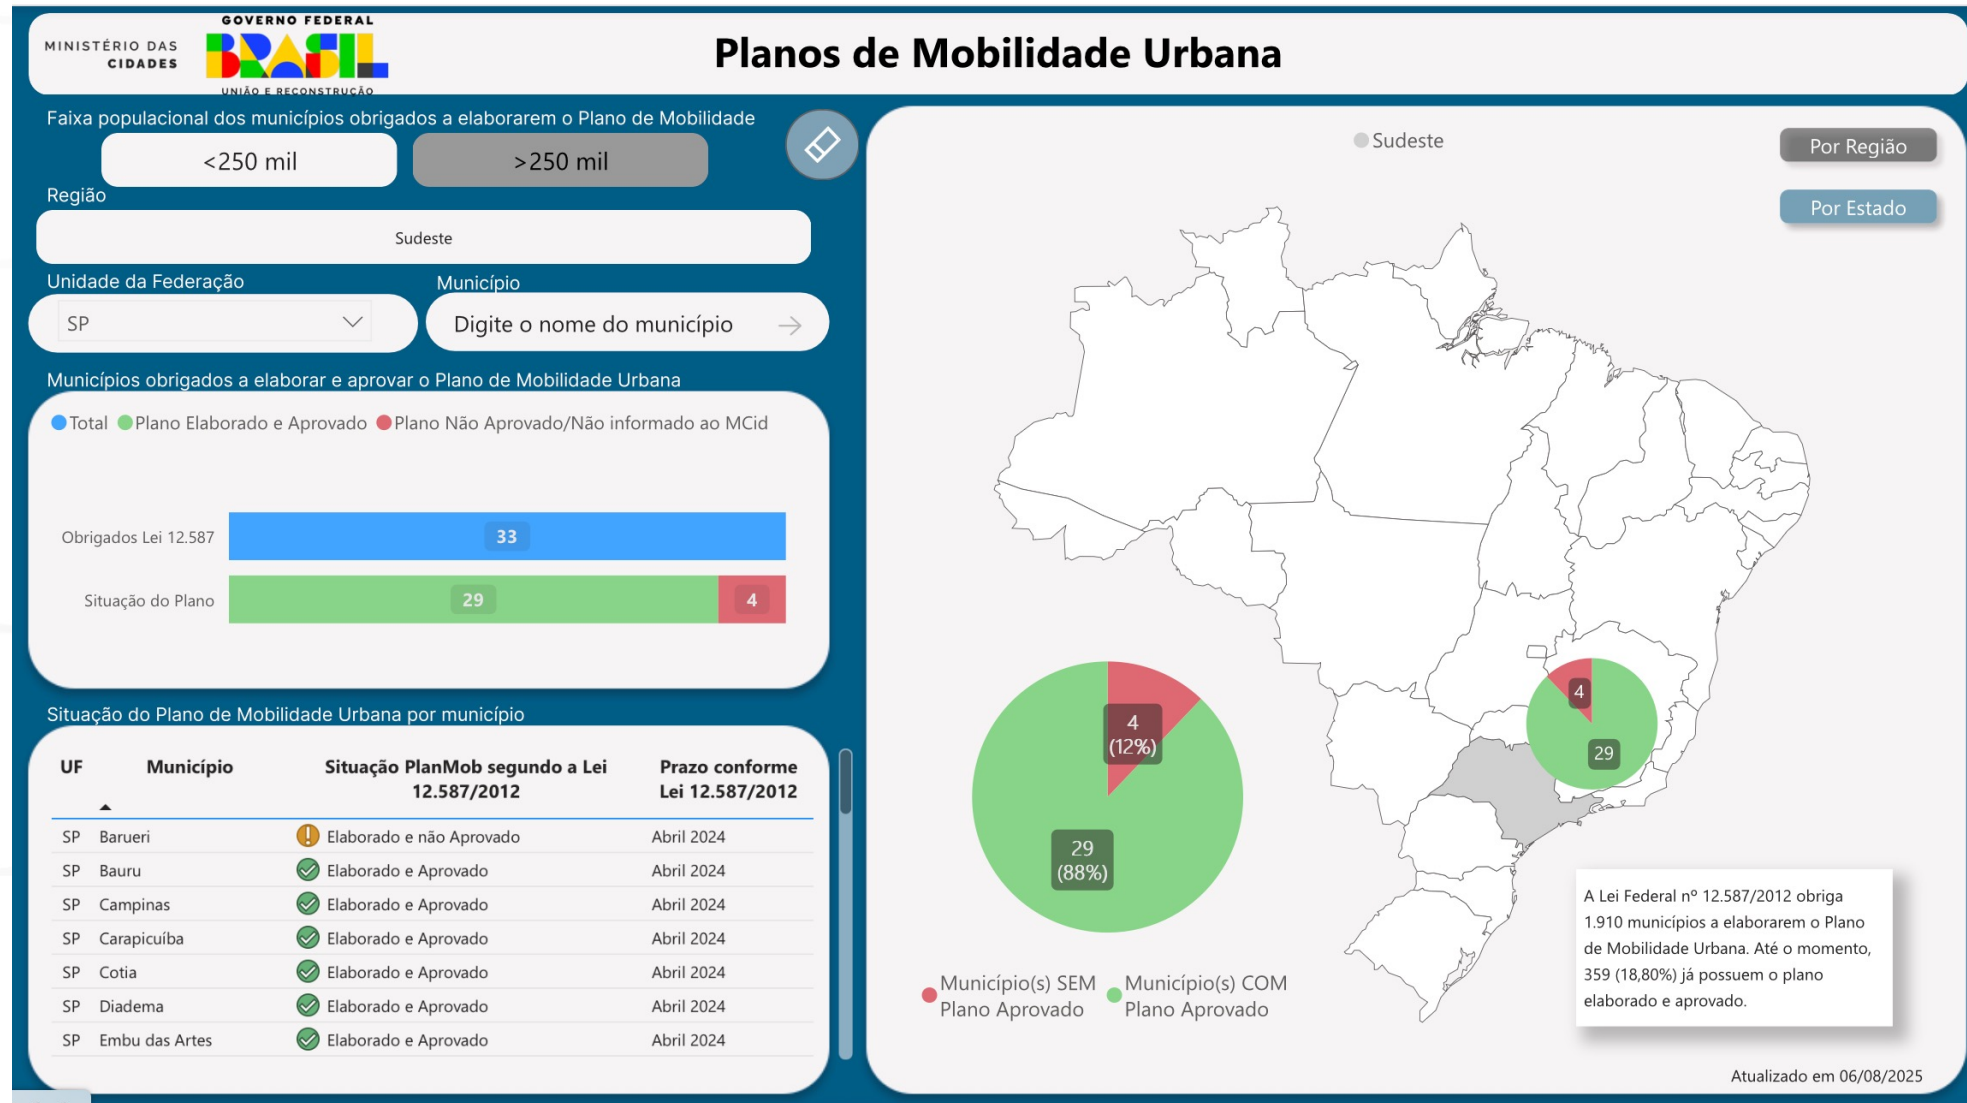 MINISTÉRIO DAS
CIDADES
GOVERNO FEDERAL
BRASIL
UNIÃO E RECONSTRUÇÃO
Planos de Mobilidade Urbana
Faixa populacional dos municípios obrigados a elaborarem o Plano de Mobilidade
<250 mil
>250 mil
Região
Sudeste
Unidade da Federação
Município
SP
Digite o nome do município
Municípios obrigados a elaborar e aprovar o Plano de Mobilidade Urbana
Total Plano Elaborado e Aprovado Plano Não Aprovado/Não informado ao MCid
Obrigados Lei 12.587 33
Situação do Plano 29 4
Situação do Plano de Mobilidade Urbana por município
UF Município Situação PlanMob segundo a Lei 12.587/2012 Prazo conforme Lei 12.587/2012
SP Barueri Elaborado e não Aprovado Abril 2024
SP Bauru Elaborado e Aprovado Abril 2024
SP Campinas Elaborado e Aprovado Abril 2024
SP Carapicuíba Elaborado e Aprovado Abril 2024
SP Cotia Elaborado e Aprovado Abril 2024
SP Diadema Elaborado e Aprovado Abril 2024
SP Embu das Artes Elaborado e Aprovado Abril 2024
Sudeste
Por Região
Por Estado
4
29
4
(12%)
29
(88%)
Município(s) SEM
Plano Aprovado
Município(s) COM
Plano Aprovado
A Lei Federal nº 12.587/2012 obriga
1.910 municípios a elaborarem o Plano
de Mobilidade Urbana. Até o momento,
359 (18,80%) já possuem o plano
elaborado e aprovado.
Atualizado em 06/08/2025